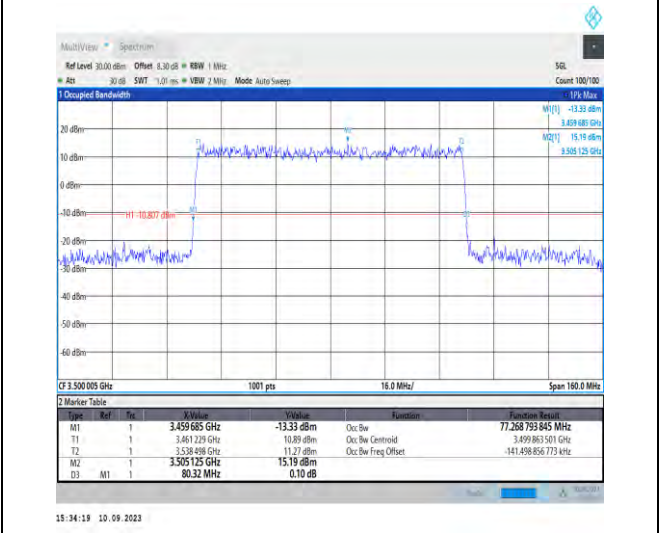 MultiView Spectrum
Ref Level 30.00 dBm Offset 8.30 dB RBW 1 MHz SGL
Att 30 dB SWT 1.01 ms VBW 2 MHz Mode Auto Sweep Count 100/100
1 Occupied Bandwidth 1Pk Max
M1[1] -13.33 dBm
3.459 685 GHz
M2[1] 15.19 dBm
3.505 125 GHz
20 dBm
M2
T1 T2
10 dBm
0 dBm
-10 dBm H1 -10.807 dBm M1
-20 dBm
-30 dBm
-40 dBm
-50 dBm
-60 dBm
CF 3.500 005 GHz 1001 pts 16.0 MHz/ Span 160.0 MHz
2 Marker Table
Type Ref Trc X-Value Y-Value Function Function Result
M1 1 3.459 685 GHz -13.33 dBm Occ Bw 77.268 793 845 MHz
T1 1 3.461 229 GHz 10.89 dBm Occ Bw Centroid 3.499 863 501 GHz
T2 1 3.538 498 GHz 11.27 dBm Occ Bw Freq Offset -141.498 856 773 kHz
M2 1 3.505 125 GHz 15.19 dBm
D3 M1 1 80.32 MHz 0.10 dB
15:34:19 10.09.2023